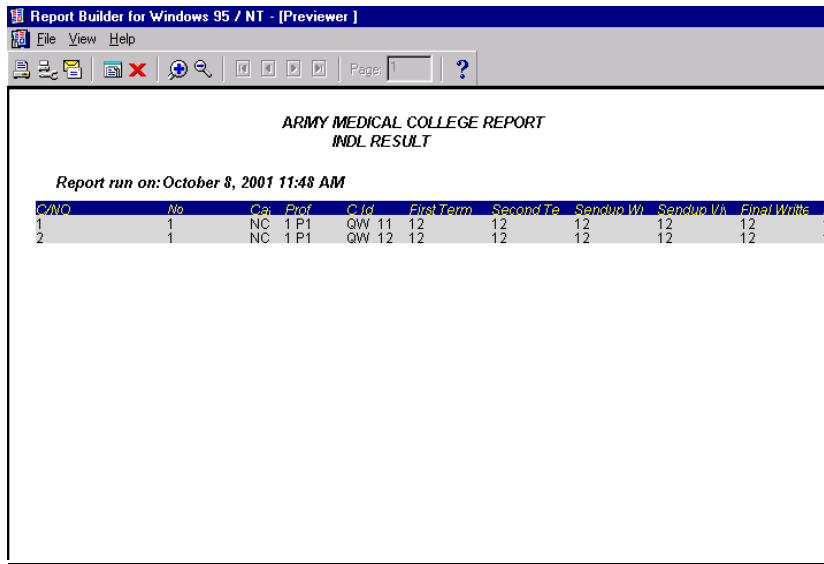 Report Builder for Windows 95 / NT - [Previewer ]
File View Help
Page: 1 ?
ARMY MEDICAL COLLEGE REPORT
INDL RESULT
Report run on: October 8, 2001 11:48 AM
C/NO No Prof C Id First Term Second Te Sendup Sendup Final Writte
1 1 NC 1 P1 QW 11 12 12 12 12 12
2 1 NC 1 P1 QW 12 12 12 12 12 12